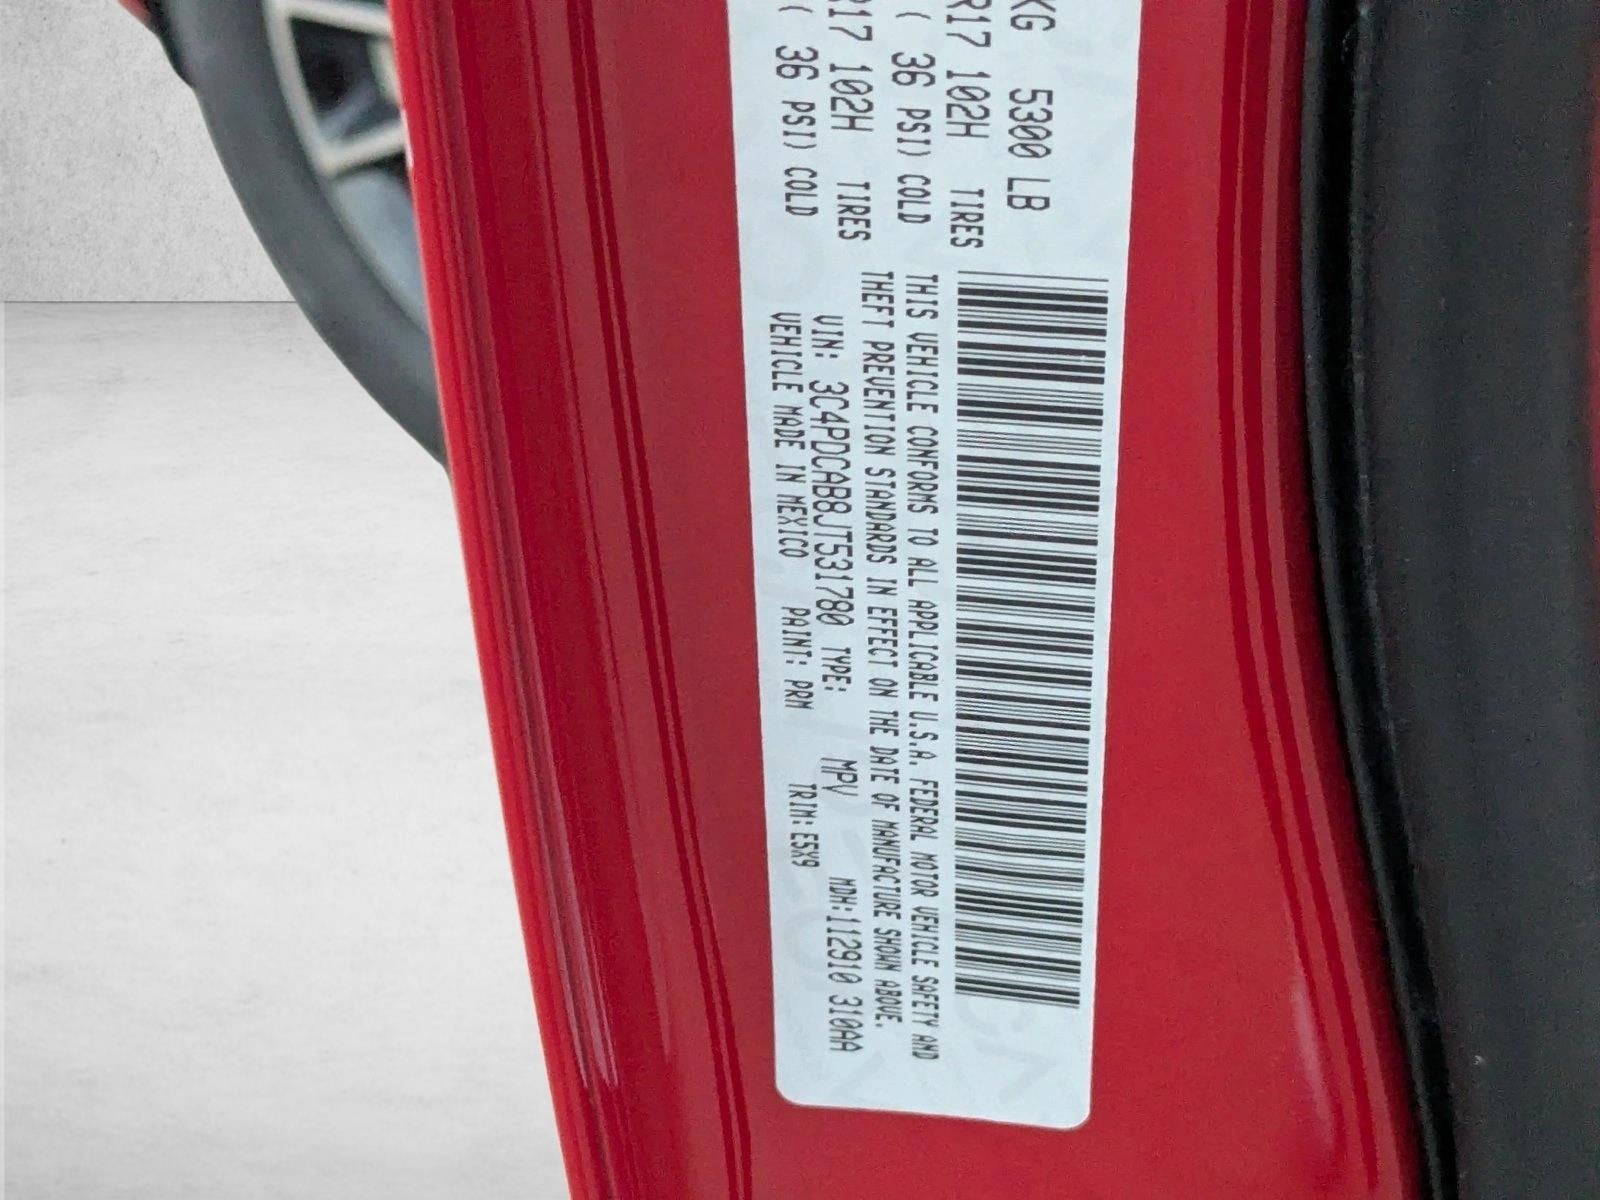 KG 5300 LB
R17 102H TIRES
( 36 PSI) COLD
R17 102H TIRES
( 36 PSI) COLD
THIS VEHICLE CONFORMS TO ALL APPLICABLE U.S.A. FEDERAL MOTOR VEHICLE SAFETY AND
THEFT PREVENTION STANDARDS IN EFFECT ON THE DATE OF MANUFACTURE SHOWN ABOVE.
VIN: 3C4PDCAB8JT531780 TYPE: MPV MDH:112910 310AA
VEHICLE MADE IN MEXICO PAINT: PRM TRIM: E5X9